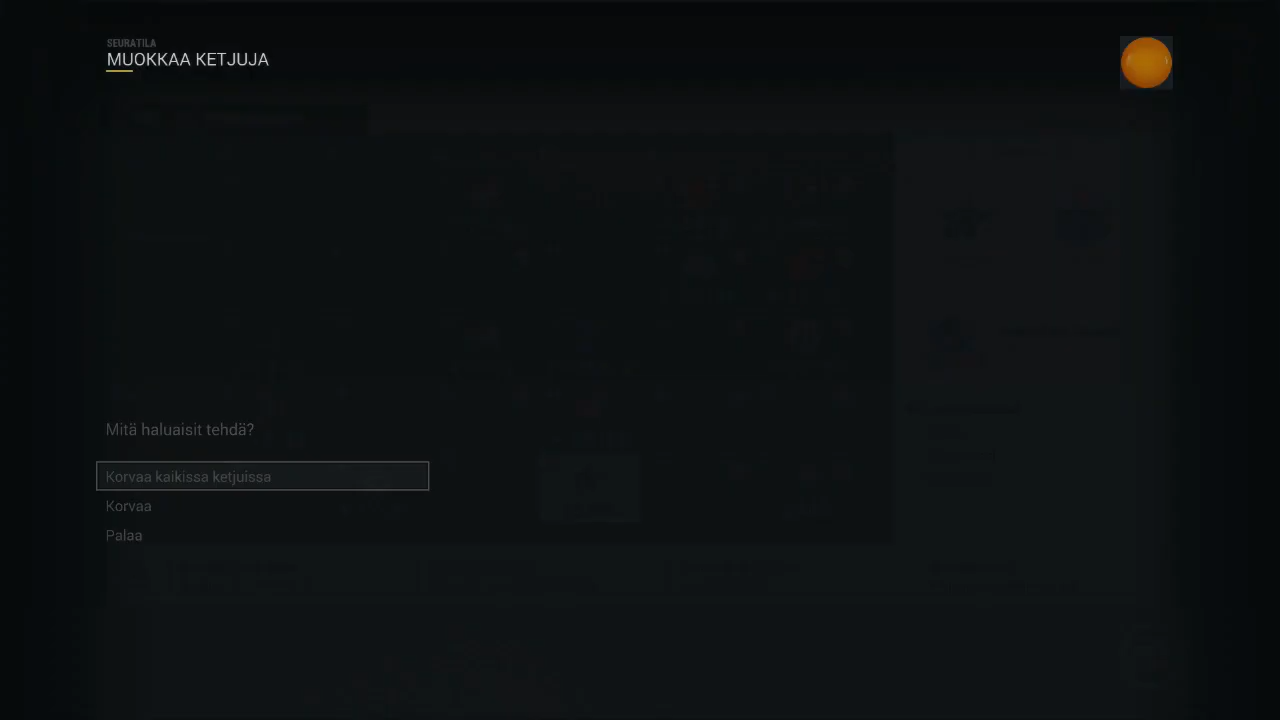 SEURATILA
MUOKKAA KETJUJA
Mitä haluaisit tehdä?
Korvaa kaikissa ketjuissa
Korvaa
Palaa